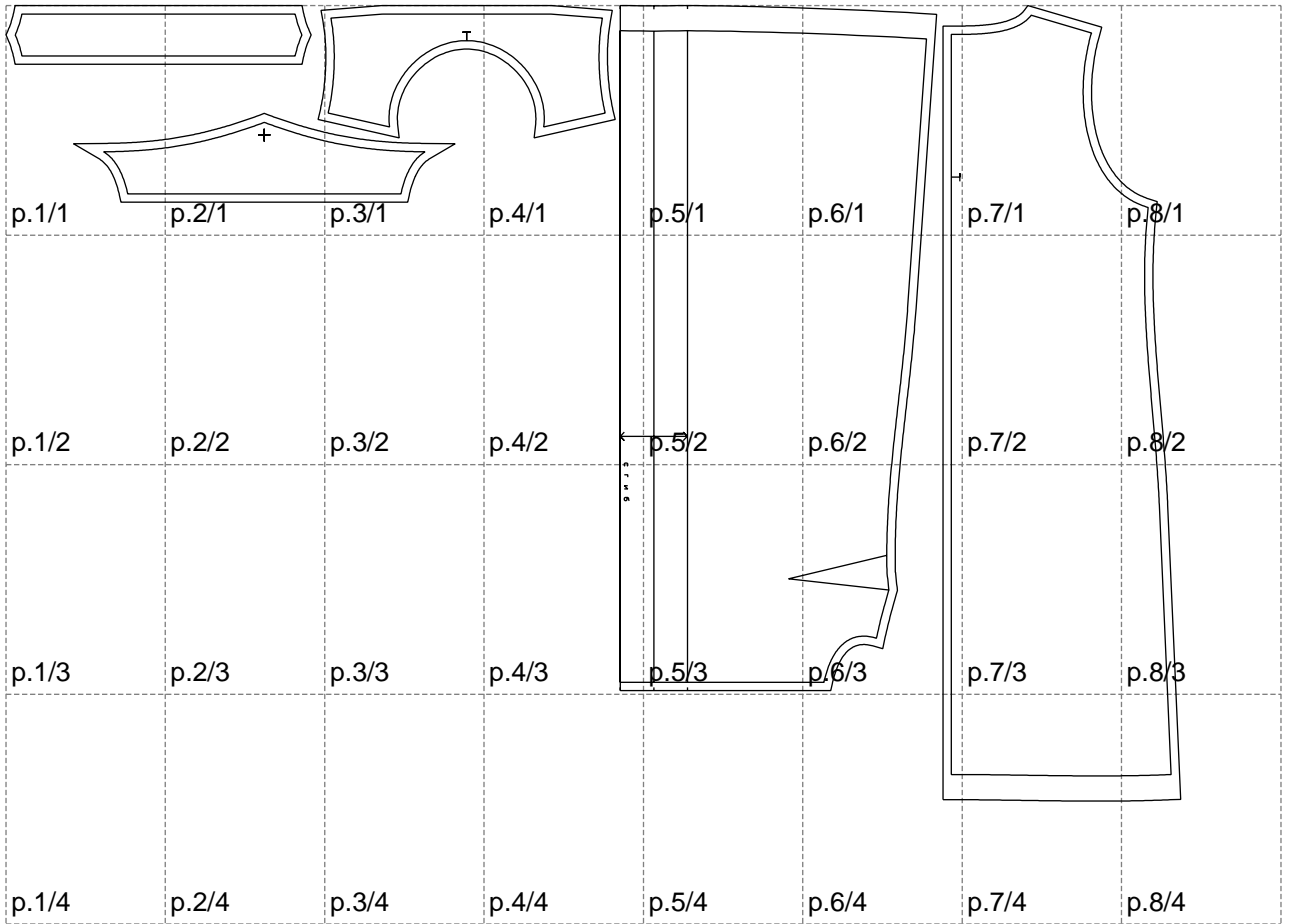 p.1/1 p.2/1 p.3/1 p.4/1 p.5/1 p.6/1 p.7/1 p.8/1
p.1/2 p.2/2 p.3/2 p.4/2 p.5/2 p.6/2 p.7/2 p.8/2
сгиб
p.1/3 p.2/3 p.3/3 p.4/3 p.5/3 p.6/3 p.7/3 p.8/3
p.1/4 p.2/4 p.3/4 p.4/4 p.5/4 p.6/4 p.7/4 p.8/4